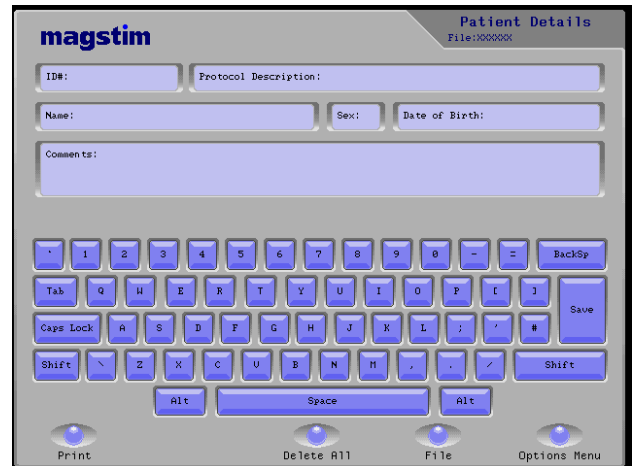 magstim
Patient Details
File:XXXXXX
ID#: Protocol Description:
Name: Sex: Date of Birth:
Comments:
' 1 2 3 4 5 6 7 8 9 0 - = BackSp
Tab Q W E R T Y U I O P [ ] Save
Caps Lock A S D F G H J K L ; ' #
Shift \ Z X C V B N M , . / Shift
Alt Space Alt
Print Delete All File Options Menu